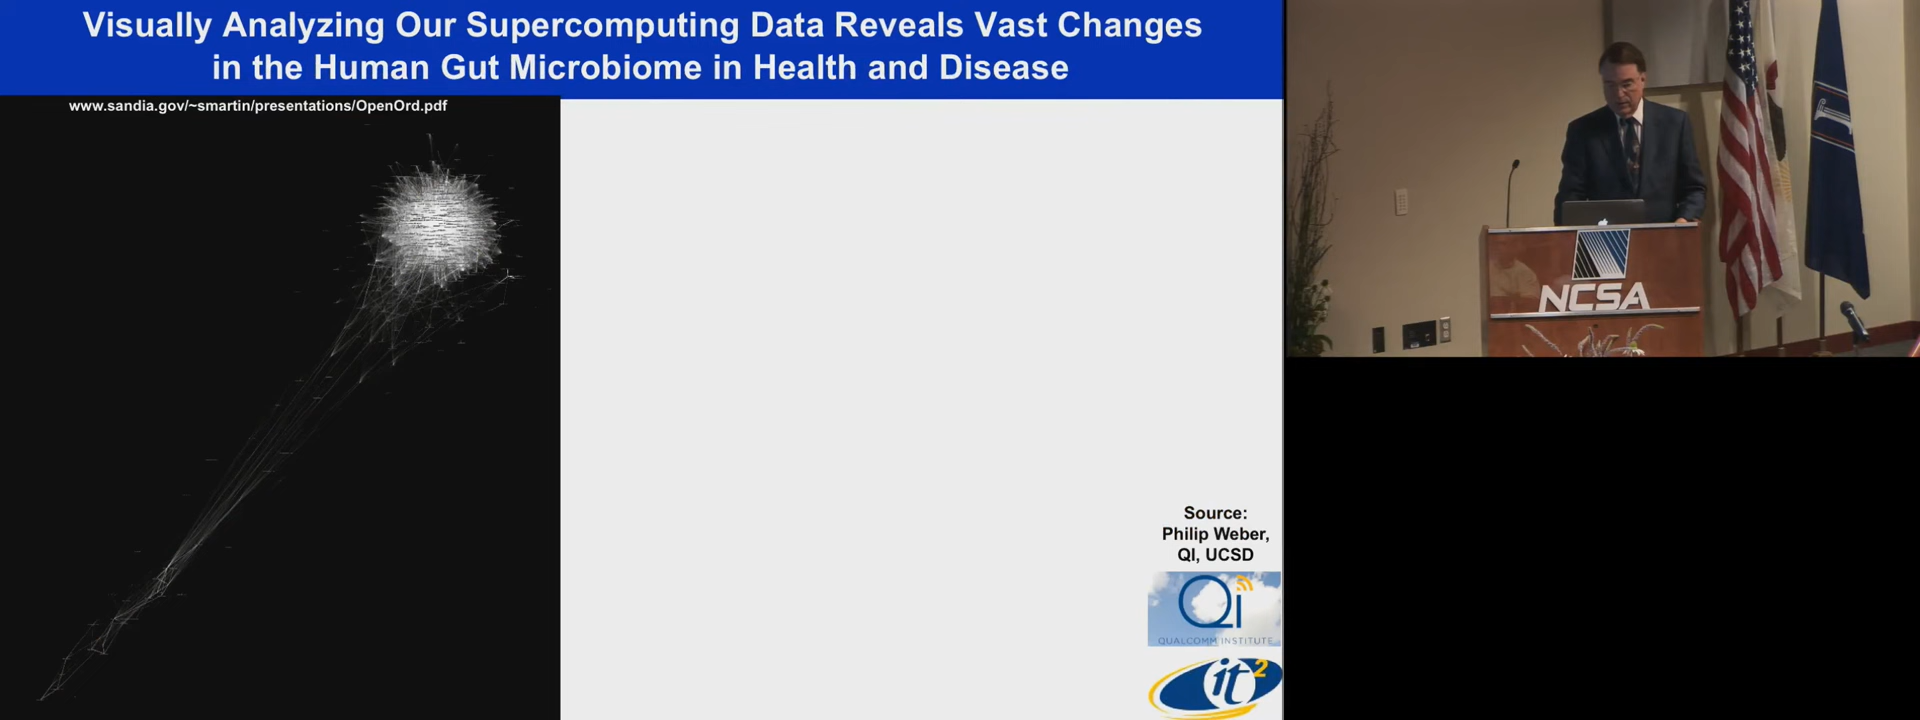 Visually Analyzing Our Supercomputing Data Reveals Vast Changes
in the Human Gut Microbiome in Health and Disease
www.sandia.gov/~smartin/presentations/OpenOrd.pdf
Source:
Philip Weber,
QI, UCSD
Qi
QUALCOMM INSTITUTE
it2
NCSA